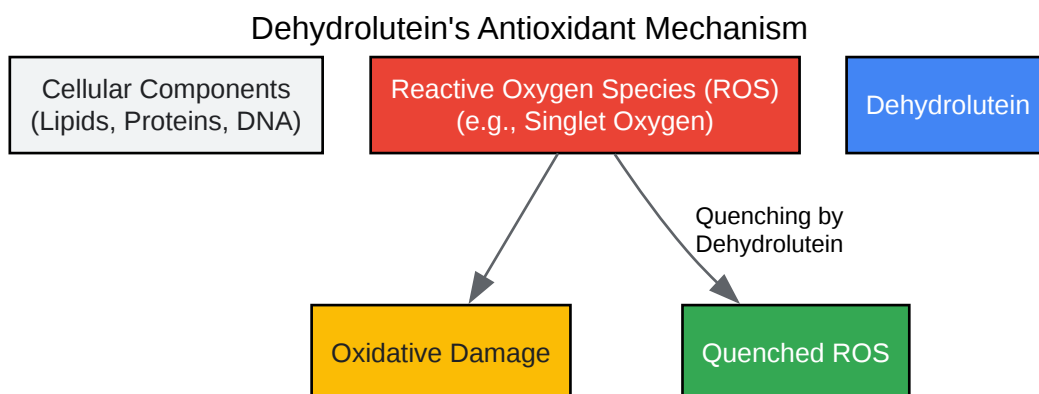 Dehydrolutein's Antioxidant Mechanism
Cellular Components
(Lipids, Proteins, DNA)
Reactive Oxygen Species (ROS)
(e.g., Singlet Oxygen)
Dehydrolutein
Quenching by
Dehydrolutein
Oxidative Damage
Quenched ROS